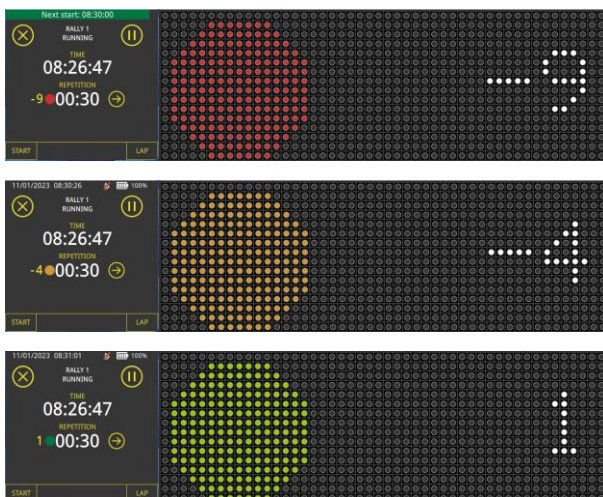 Next start: 08:30:00
RALLY 1
RUNNING
TIME
08:26:47
REPETITION
-9 00:30
START LAP
-9
11/01/2023 08:30:26 100%
RALLY 1
RUNNING
TIME
08:26:47
REPETITION
-4 00:30
START LAP
-4
11/01/2023 08:31:01 100%
RALLY 1
RUNNING
TIME
08:26:47
REPETITION
1 00:30
START LAP
1